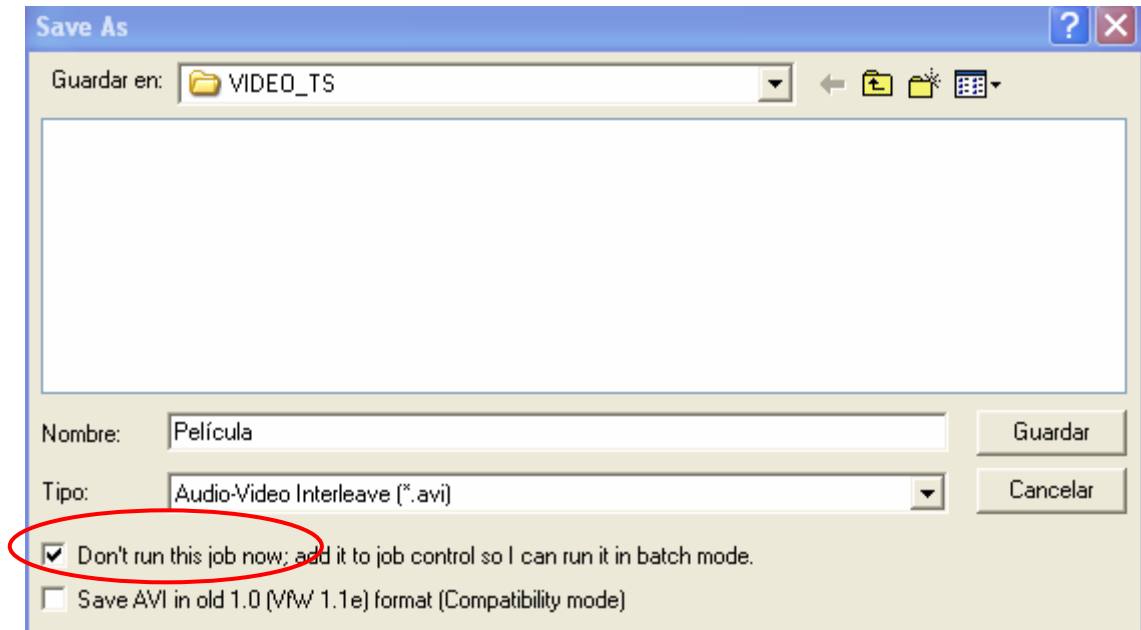 Save As
Guardar en: VIDEO_TS
Nombre: Película Guardar
Tipo: Audio-Video Interleave (*.avi) Cancelar
Don't run this job now; add it to job control so I can run it in batch mode.
Save AVI in old 1.0 (VfW 1.1e) format (Compatibility mode)